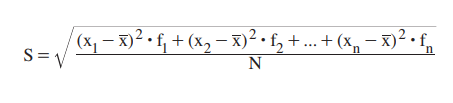 S = √((x₁ – x̅)² • f₁ + (x₂ – x̅)² • f₂ + ... + (xₙ – x̅)² • fₙ / N)